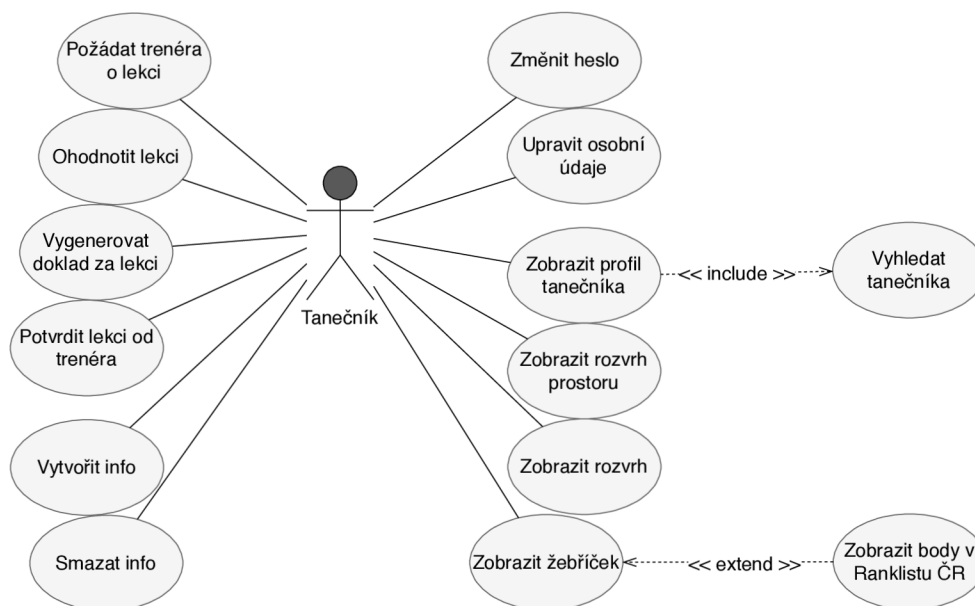 Požádat trenéra
o lekci
Změnit heslo
Ohodnotit lekci
Upravit osobní
údaje
Vygenerovat
doklad za lekci
Zobrazit profil
tanečníka
<< include >>
Vyhledat
tanečníka
Tanečník
Potvrdit lekci od
trenéra
Zobrazit rozvrh
prostoru
Vytvořit info
Zobrazit rozvrh
Smazat info
Zobrazit žebříček
<< extend >>
Zobrazit body v
Ranklistu ČR